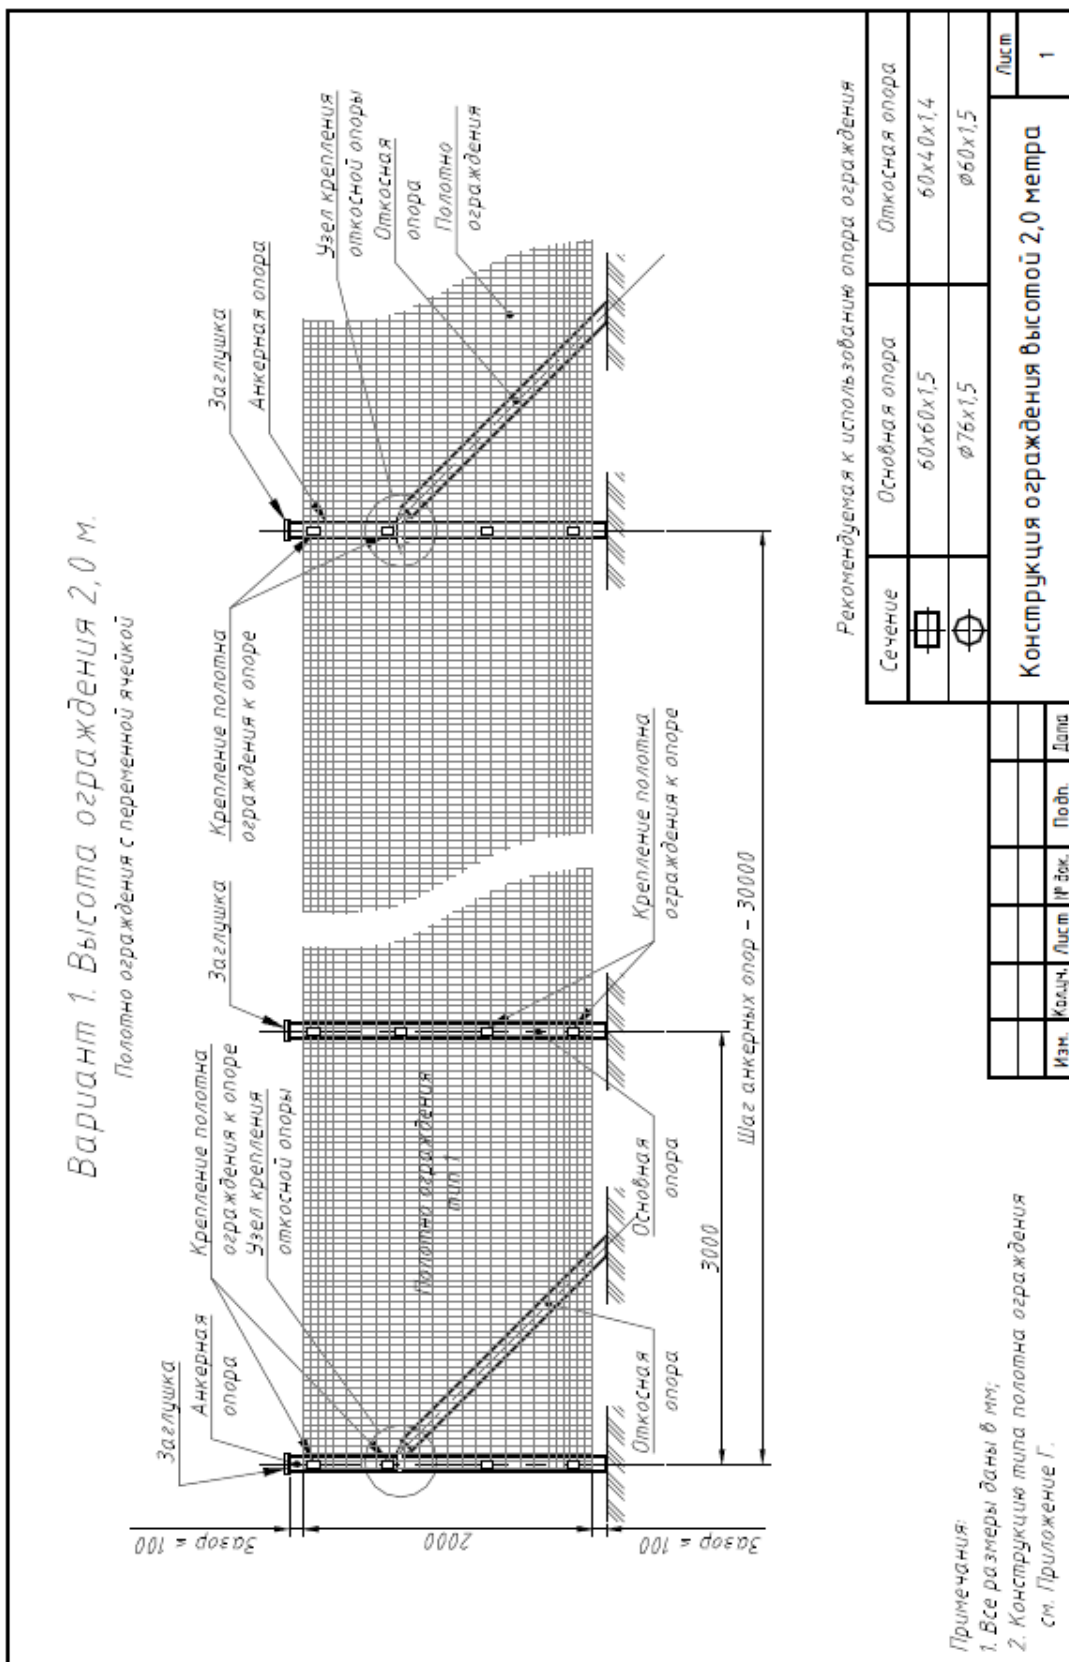 Вариант 1. Высота ограждения 2,0 м.
Полотно ограждения с переменной ячейкой
Заглушка
Анкерная
опора
Крепление полотна
ограждения к опоре
Узел крепления
откосной опоры
Заглушка
Крепление полотна
ограждения к опоре
Заглушка
Анкерная опора
Узел крепления
откосной опоры
Откосная
опора
Полотно
ограждения
Полотно ограждения
тип 1
Зазор ≤ 100
2000
Зазор ≤ 100
Откосная
опора
Основная
опора
Крепление полотна
ограждения к опоре
3000
Шаг анкерных опор - 30000
Рекомендуемая к использованию опора ограждения
Сечение Основная опора Откосная опора
60х60х1,5 60х40х1,4
Ø76х1,5 Ø60х1,5
Примечания:
1. Все размеры даны в мм;
2. Конструкцию типа полотна ограждения
см. Приложение Г.
Изм. Кол.уч. Лист № док. Подп. Дата
Конструкция ограждения высотой 2,0 метра
Лист
1